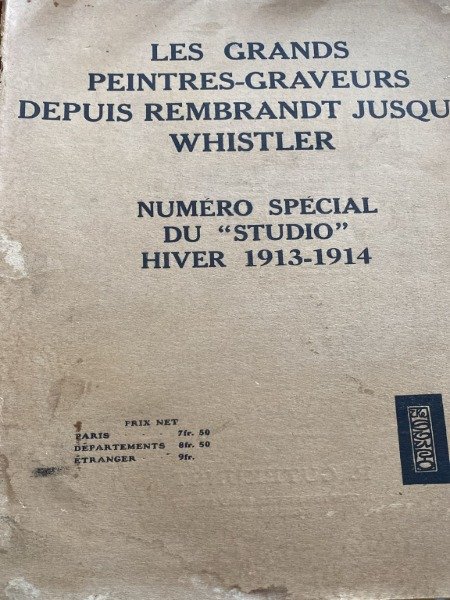 LES GRANDS
PEINTRES-GRAVEURS
DEPUIS REMBRANDT JUSQU
WHISTLER
NUMÉRO SPÉCIAL
DU “STUDIO”
HIVER 1913-1914
PRIX NET
PARIS 7fr. 50
DÉPARTEMENTS 8fr. 50
ÉTRANGER 9fr.